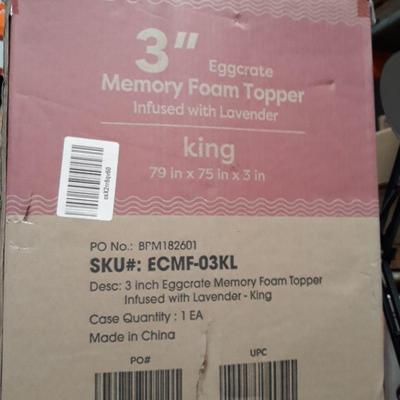 3" Eggcrate
Memory Foam Topper
Infused with Lavender
king
79 in x 75 in x 3 in
PO No.: BPM182601
SKU#: ECMF-03KL
Desc: 3 inch Eggcrate Memory Foam Topper
Infused with Lavender - King
Case Quantity : 1 EA
Made in China
PO#
UPC